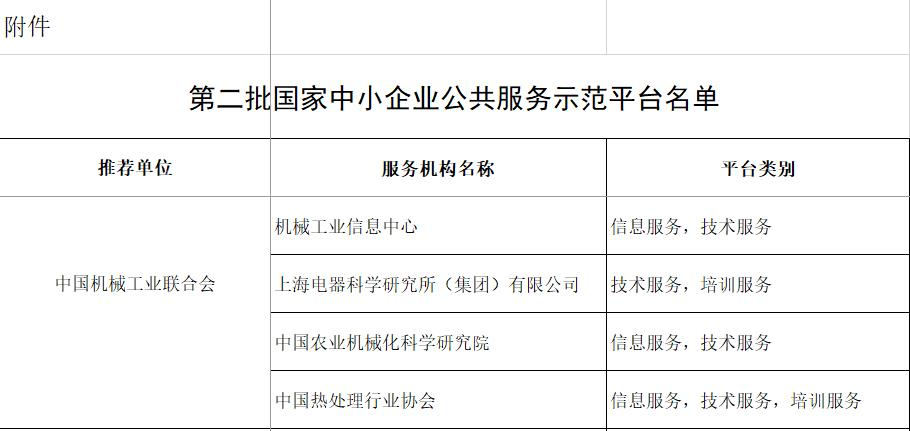 附件
第二批国家中小企业公共服务示范平台名单
推荐单位 服务机构名称 平台类别
机械工业信息中心 信息服务，技术服务
中国机械工业联合会 上海电器科学研究所（集团）有限公司 技术服务，培训服务
中国农业机械化科学研究院 信息服务，技术服务
中国热处理行业协会 信息服务，技术服务，培训服务